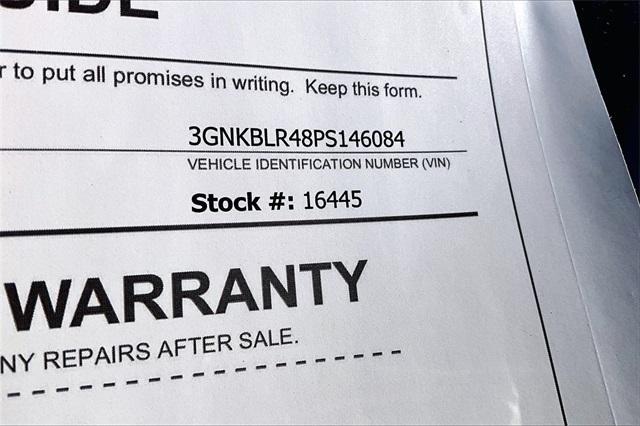 r to put all promises in writing. Keep this form.
3GNKBLR48PS146084
VEHICLE IDENTIFICATION NUMBER (VIN)
Stock #: 16445
WARRANTY
NY REPAIRS AFTER SALE.